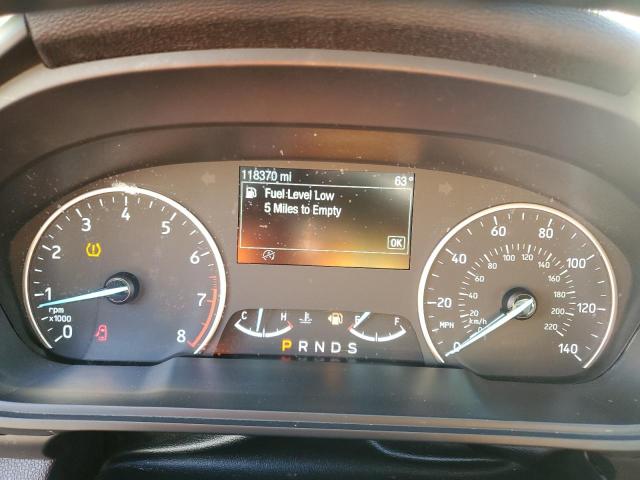 118370 mi 63°
Fuel Level Low
5 Miles to Empty
OK
0 1 2 3 4 5 6 7 8
rpm
x1000
C H E F
P R N D S
0 20 40 60 80 100 120 140
MPH
km/h
20 40 60 80 100 120 140 160 180 200 220